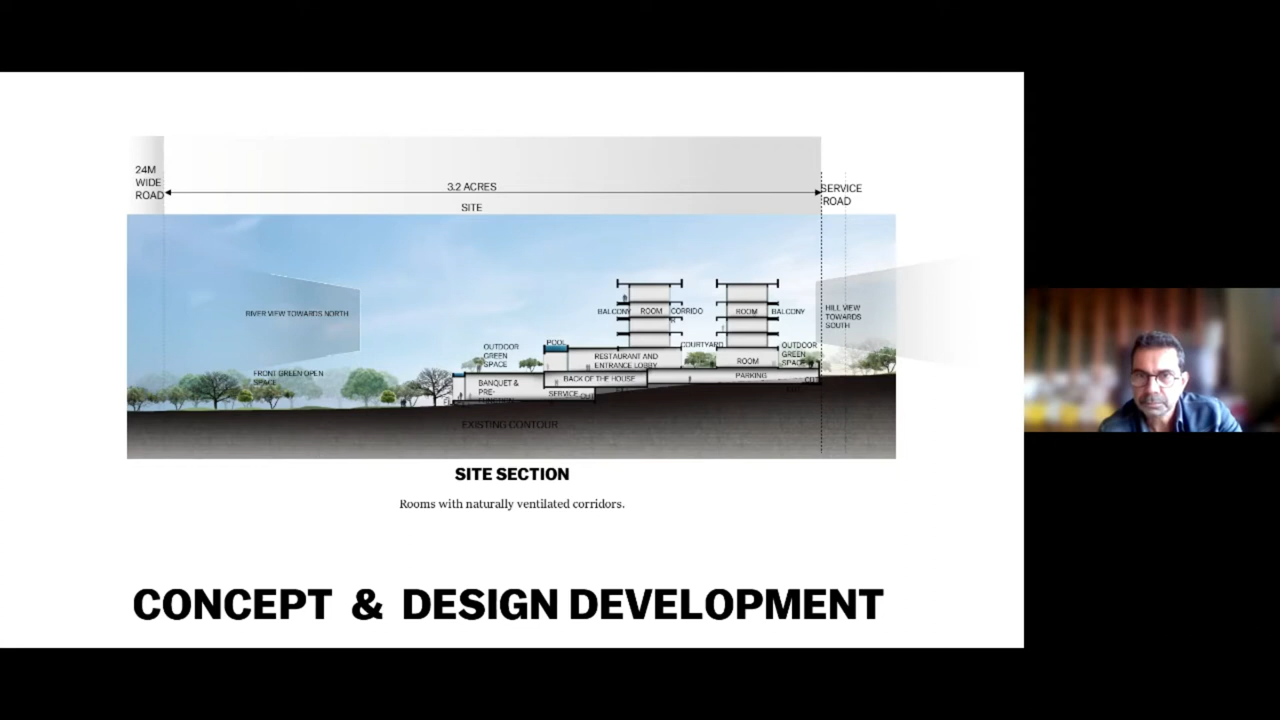 24M
WIDE
ROAD
3.2 ACRES
SITE
SERVICE
ROAD
RIVER VIEW TOWARDS NORTH
FRONT GREEN OPEN
SPACE
BALCONY
ROOM
CORRIDO
ROOM
BALCONY
HILL VIEW
TOWARDS
SOUTH
OUTDOOR
GREEN
SPACE
POOL
RESTAURANT AND
ENTRANCE LOBBY
COURTYARD
OUTDOOR
GREEN
SPACE
ROOM
BANQUET &
PRE-
BACK OF THE HOUSE
PARKING
SERVICE
CUT
EXISTING CONTOUR
SITE SECTION
Rooms with naturally ventilated corridors.
CONCEPT & DESIGN DEVELOPMENT